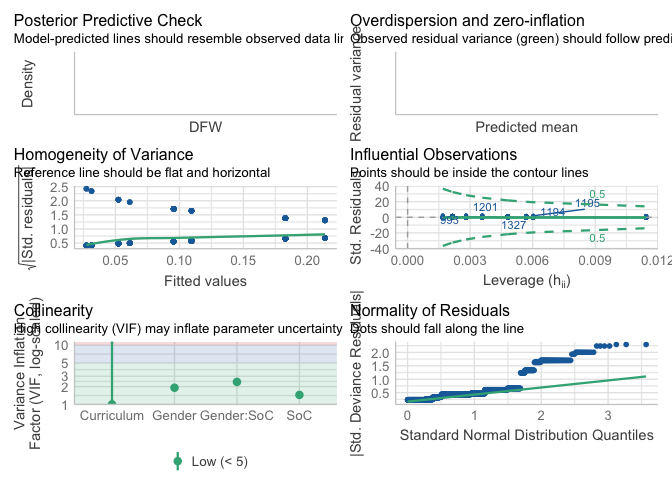 Posterior Predictive Check
Model-predicted lines should resemble observed data lin
Density
DFW
Overdispersion and zero-inflation
Observed residual variance (green) should follow predi
Residual variance
Predicted mean
Homogeneity of Variance
Reference line should be flat and horizontal
√|Std. residuals|
2.5
2.0
1.5
1.0
0.5
0.05
0.10
0.15
0.20
Fitted values
Influential Observations
Points should be inside the contour lines
Std. Residuals
40
20
0
-20
-40
0.5
1195
1201
1194
993
1327
0.5
0.000
0.003
0.006
0.009
0.012
Leverage (hii)
Collinearity
High collinearity (VIF) may inflate parameter uncertainty
Variance Inflation
Factor (VIF, log-scaled)
10
5
3
2
1
Curriculum
Gender
Gender:SoC
SoC
Low (< 5)
Normality of Residuals
Dots should fall along the line
|Std. Deviance Residuals|
2.0
1.5
1.0
0.5
0
1
2
3
Standard Normal Distribution Quantiles